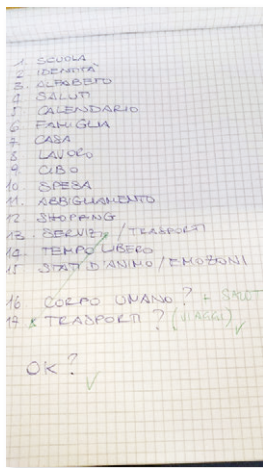 1. SCUOLA
2 IDENTITÀ
3. ALFABETO
4 SALUTI
5 CALENDARIO
6 FAMIGLIA
7. CASA
8 LAVORO
9 CIBO
10. SPESA
11. ABBIGLIAMENTO
12 SHOPPING
13. SERVIZI / TRASPORTI
14. TEMPO LIBERO
15 STATI D'ANIMO / EMOZIONI
16 CORPO UMANO ? + SALUT
17 x TRASPORTI ? (VIAGGI) ✓
OK ?
✓